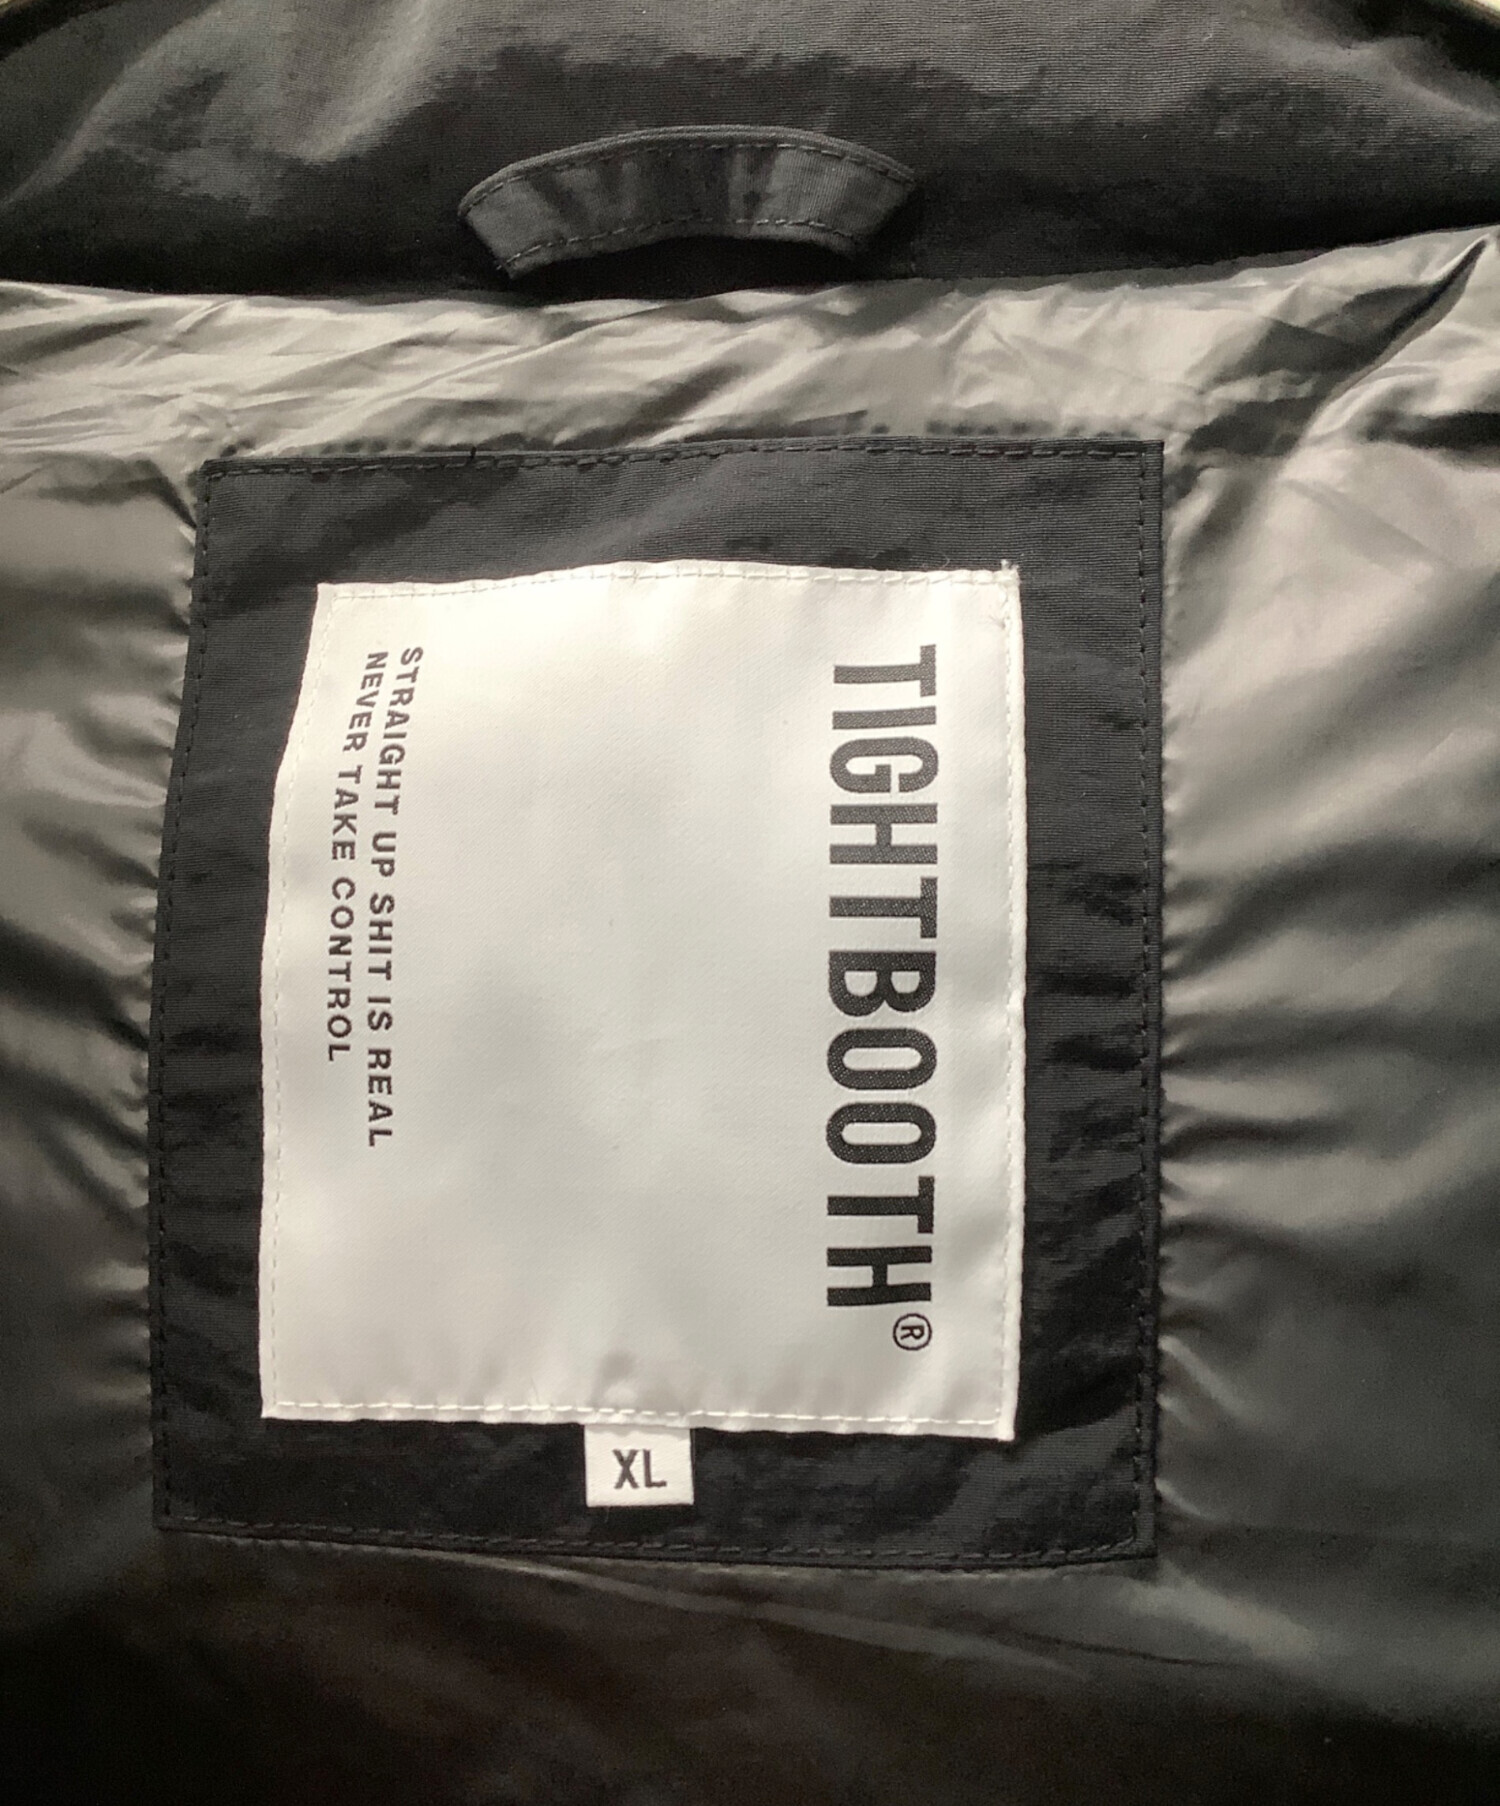 TIGHTBOOTH®
STRAIGHT UP SHIT IS REAL
NEVER TAKE CONTROL
XL